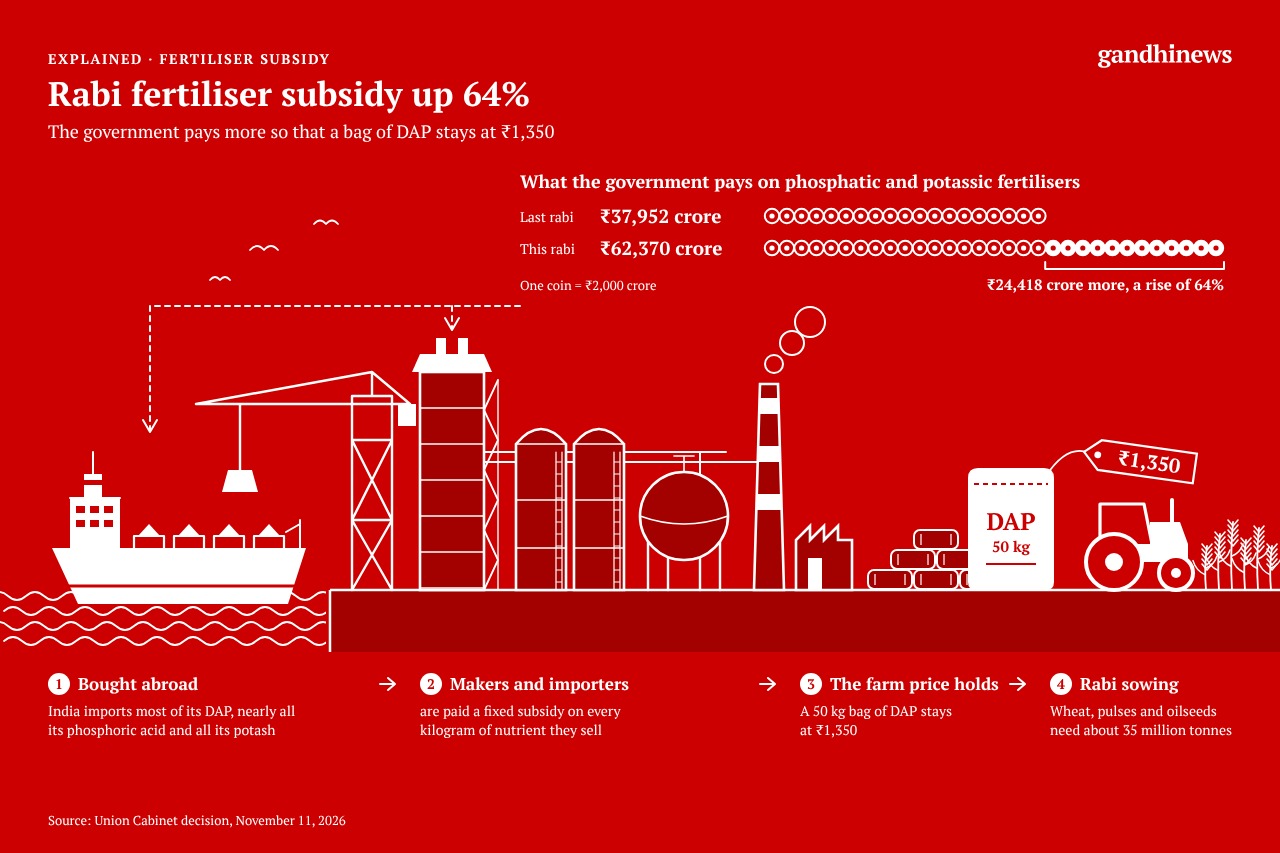 EXPLAINED · FERTILISER SUBSIDY
gandhinews
Rabi fertiliser subsidy up 64%
The government pays more so that a bag of DAP stays at ₹1,350
What the government pays on phosphatic and potassic fertilisers
Last rabi ₹37,952 crore
This rabi ₹62,370 crore
One coin = ₹2,000 crore
₹24,418 crore more, a rise of 64%
₹1,350
DAP
50 kg
1 Bought abroad
India imports most of its DAP, nearly all
its phosphoric acid and all its potash
2 Makers and importers
are paid a fixed subsidy on every
kilogram of nutrient they sell
3 The farm price holds
A 50 kg bag of DAP stays
at ₹1,350
4 Rabi sowing
Wheat, pulses and oilseeds
need about 35 million tonnes
Source: Union Cabinet decision, November 11, 2026